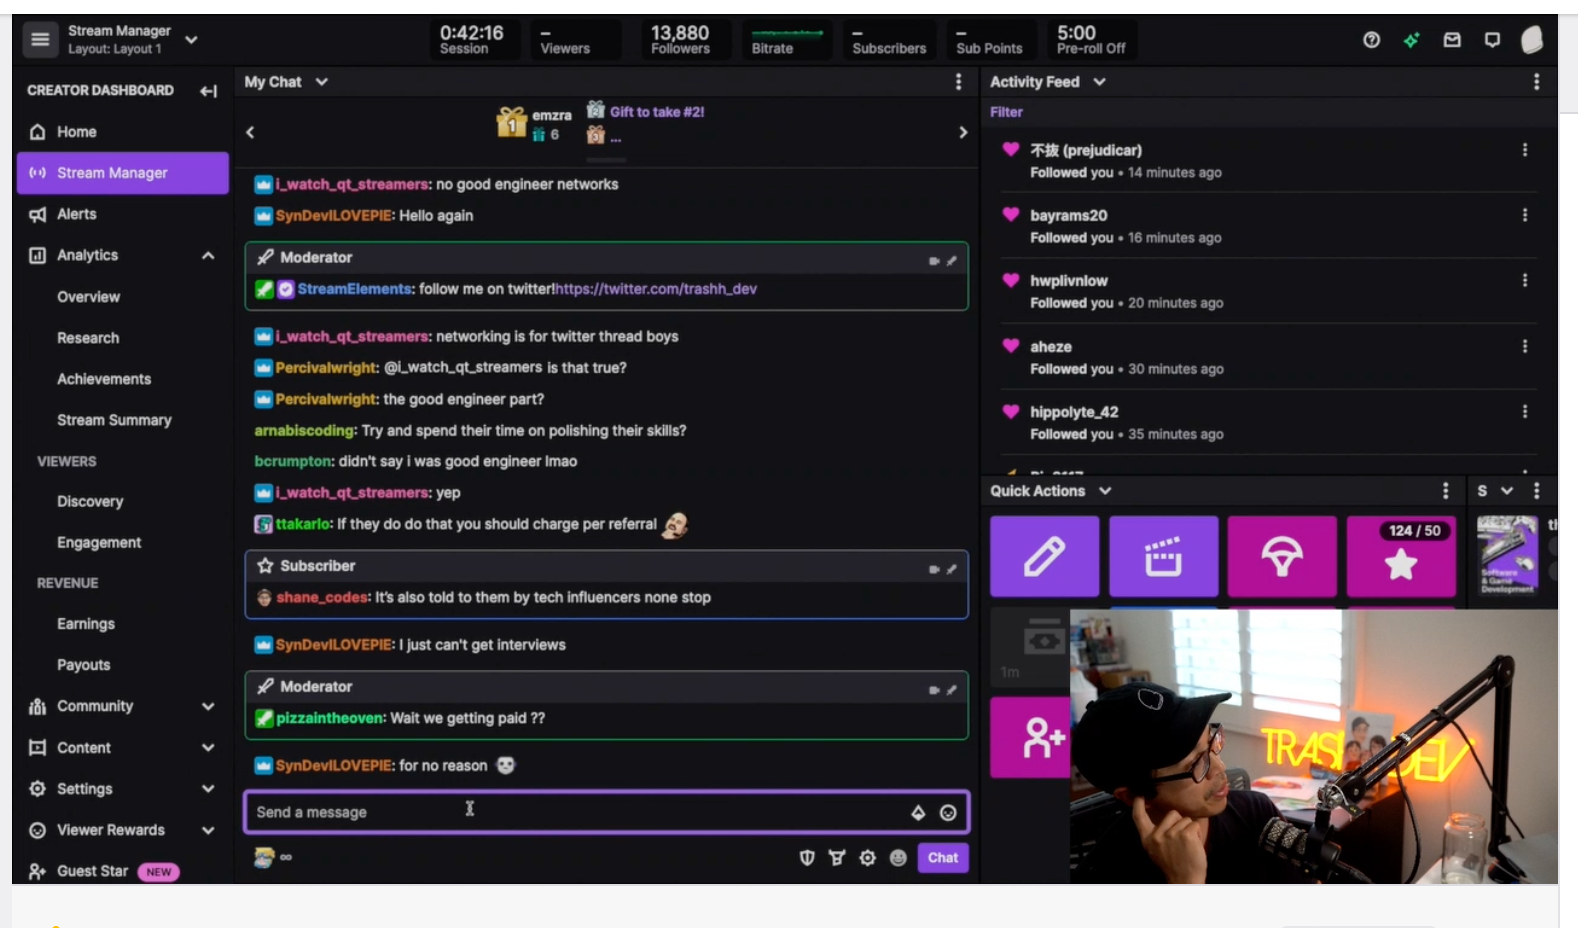 Stream Manager
Layout: Layout 1
0:42:16
Session
–
Viewers
13,880
Followers
Bitrate
–
Subscribers
–
Sub Points
5:00
Pre-roll Off
CREATOR DASHBOARD
Home
Stream Manager
Alerts
Analytics
Overview
Research
Achievements
Stream Summary
VIEWERS
Discovery
Engagement
REVENUE
Earnings
Payouts
Community
Content
Settings
Viewer Rewards
Guest Star NEW
My Chat
1 emzra
6
2 Gift to take #2!
3 ...
i_watch_qt_streamers: no good engineer networks
SynDevILOVEPIE: Hello again
Moderator
StreamElements: follow me on twitter!https://twitter.com/trashh_dev
i_watch_qt_streamers: networking is for twitter thread boys
Percivalwright: @i_watch_qt_streamers is that true?
Percivalwright: the good engineer part?
arnabiscoding: Try and spend their time on polishing their skills?
bcrumpton: didn't say i was good engineer lmao
i_watch_qt_streamers: yep
ttakarlo: If they do do that you should charge per referral
Subscriber
shane_codes: It's also told to them by tech influencers none stop
SynDevILOVEPIE: I just can't get interviews
Moderator
pizzaintheoven: Wait we getting paid ??
SynDevILOVEPIE: for no reason
Send a message
∞
Chat
Activity Feed
Filter
不抜 (prejudicar)
Followed you • 14 minutes ago
bayrams20
Followed you • 16 minutes ago
hwplivnlow
Followed you • 20 minutes ago
aheze
Followed you • 30 minutes ago
hippolyte_42
Followed you • 35 minutes ago
Quick Actions
S
124 / 50
Software
& Game
Development
1m
TRAS
DEV